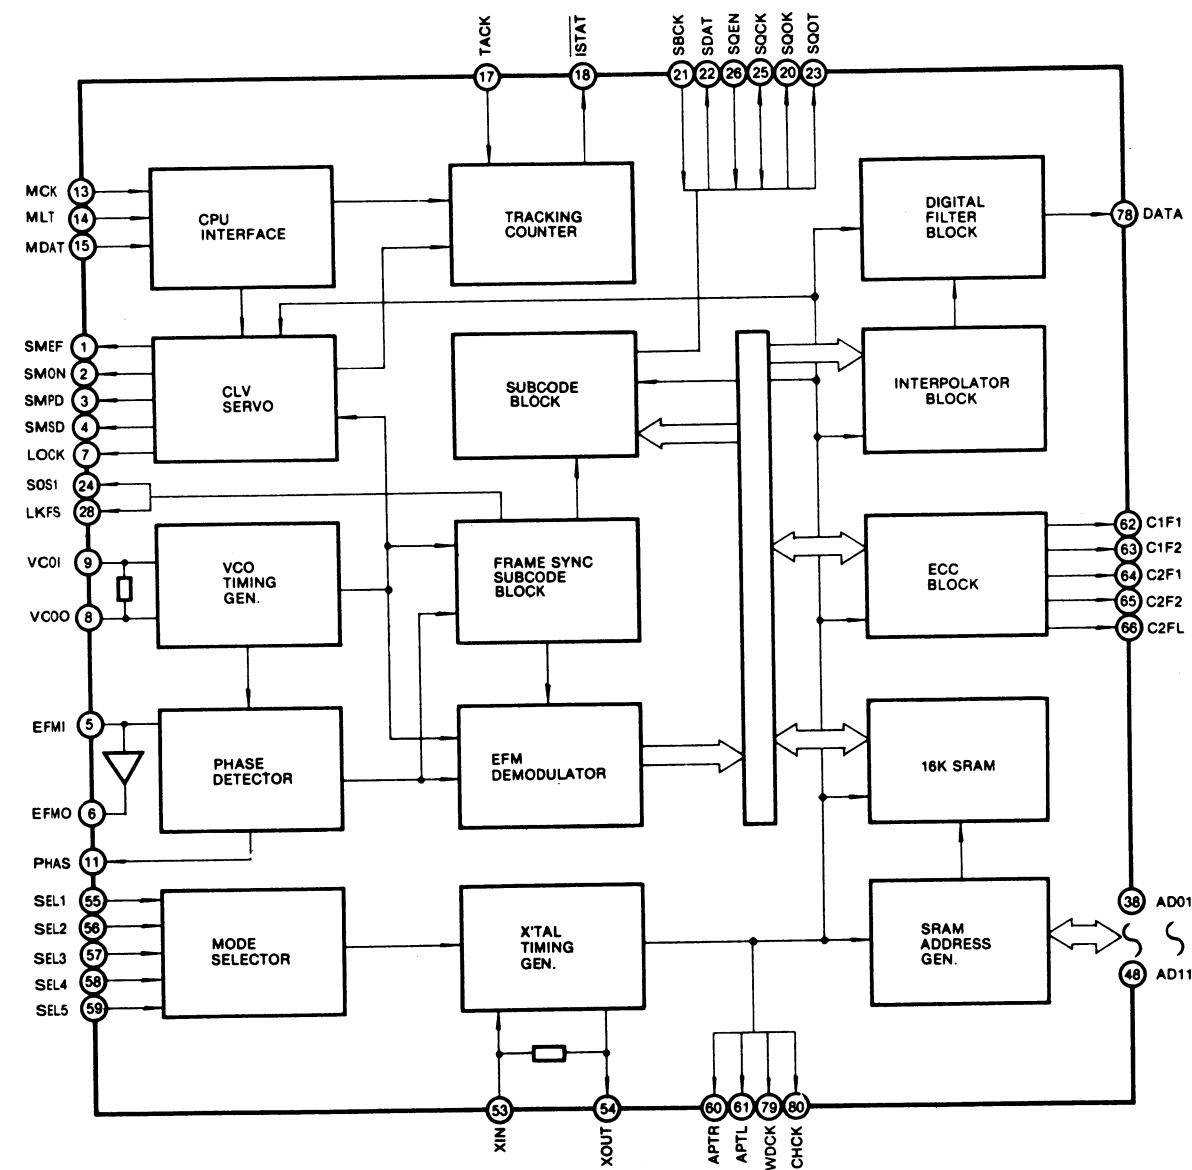 TACK
ISTAT
SBCK
SDAT
SQEN
SQCK
SQOK
SQOT
17
18
21
22
26
25
20
23
MCK 13
MLT 14
MDAT 15
CPU
INTERFACE
TRACKING
COUNTER
DIGITAL
FILTER
BLOCK
78 DATA
SMEF 1
SMON 2
SMPD 3
SMSD 4
LOCK 7
CLV
SERVO
SUBCODE
BLOCK
INTERPOLATOR
BLOCK
SOS1 24
LKFS 28
VCOI 9
VCOO 8
VCO
TIMING
GEN.
FRAME SYNC
SUBCODE
BLOCK
ECC
BLOCK
62 C1F1
63 C1F2
64 C2F1
65 C2F2
66 C2FL
EFMI 5
EFMO 6
PHAS 11
PHASE
DETECTOR
EFM
DEMODULATOR
16K SRAM
SEL1 55
SEL2 56
SEL3 57
SEL4 58
SEL5 59
MODE
SELECTOR
X'TAL
TIMING
GEN.
SRAM
ADDRESS
GEN.
38 AD01
48 AD11
53
54
60
61
79
80
XIN
XOUT
APTR
APTL
WDCK
CHCK